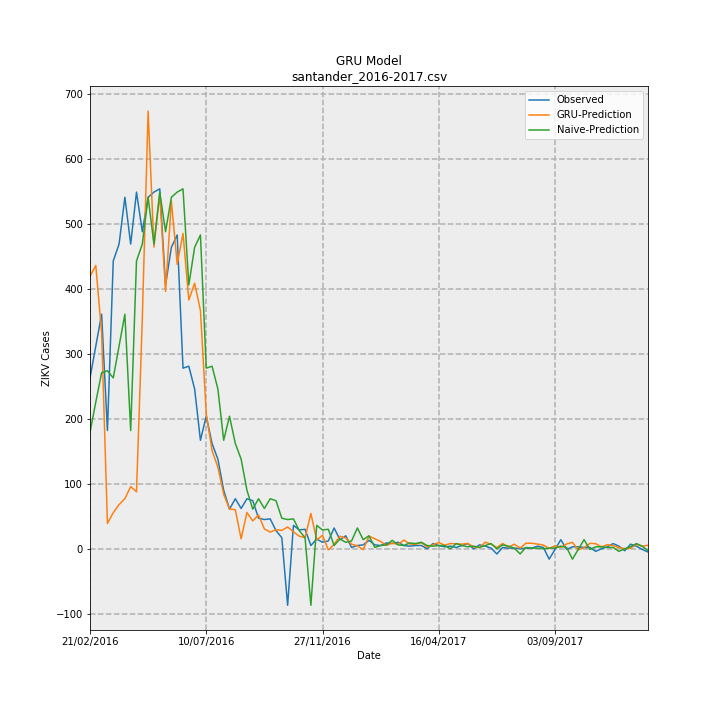 GRU Model
santander_2016-2017.csv
Observed
GRU-Prediction
Naive-Prediction
700
600
500
400
300
200
100
0
−100
ZIKV Cases
21/02/2016
10/07/2016
27/11/2016
16/04/2017
03/09/2017
Date